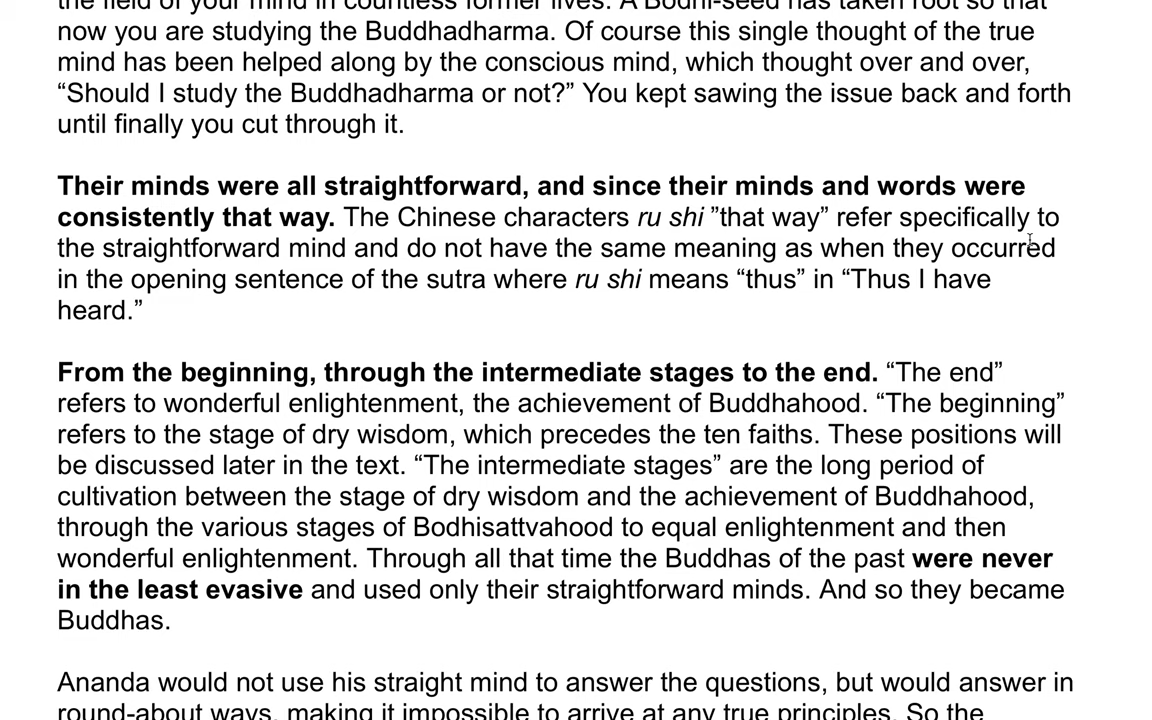 the field of your mind in countless former lives. A Bodhi-seed has taken root so that
now you are studying the Buddhadharma. Of course this single thought of the true
mind has been helped along by the conscious mind, which thought over and over,
“Should I study the Buddhadharma or not?” You kept sawing the issue back and forth
until finally you cut through it.
Their minds were all straightforward, and since their minds and words were
consistently that way. The Chinese characters ru shi ”that way” refer specifically to
the straightforward mind and do not have the same meaning as when they occurred
in the opening sentence of the sutra where ru shi means “thus” in “Thus I have
heard.”
From the beginning, through the intermediate stages to the end. “The end”
refers to wonderful enlightenment, the achievement of Buddhahood. “The beginning”
refers to the stage of dry wisdom, which precedes the ten faiths. These positions will
be discussed later in the text. “The intermediate stages” are the long period of
cultivation between the stage of dry wisdom and the achievement of Buddhahood,
through the various stages of Bodhisattvahood to equal enlightenment and then
wonderful enlightenment. Through all that time the Buddhas of the past were never
in the least evasive and used only their straightforward minds. And so they became
Buddhas.
Ananda would not use his straight mind to answer the questions, but would answer in
round-about ways, making it impossible to arrive at any true principles. So the